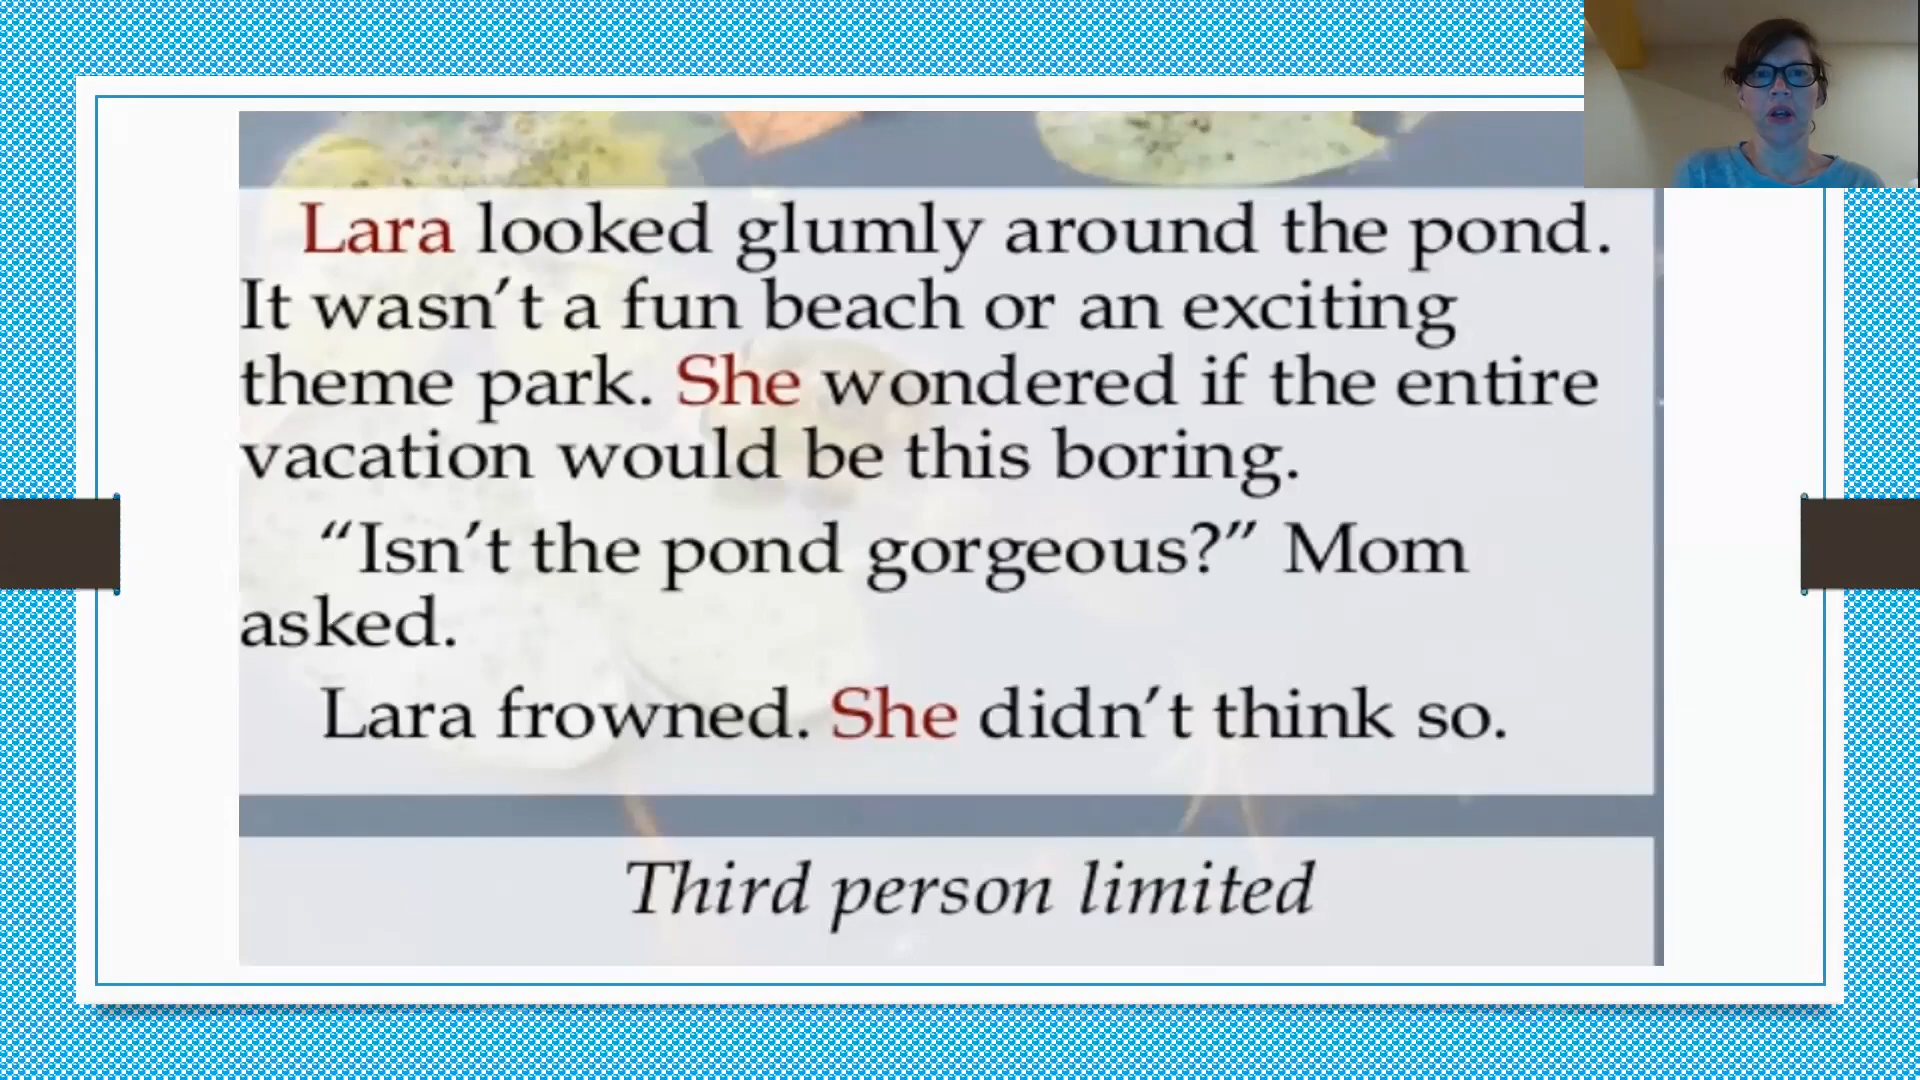 Lara looked glumly around the pond.
It wasn’t a fun beach or an exciting
theme park. She wondered if the entire
vacation would be this boring.
“Isn’t the pond gorgeous?” Mom
asked.
Lara frowned. She didn’t think so.
Third person limited